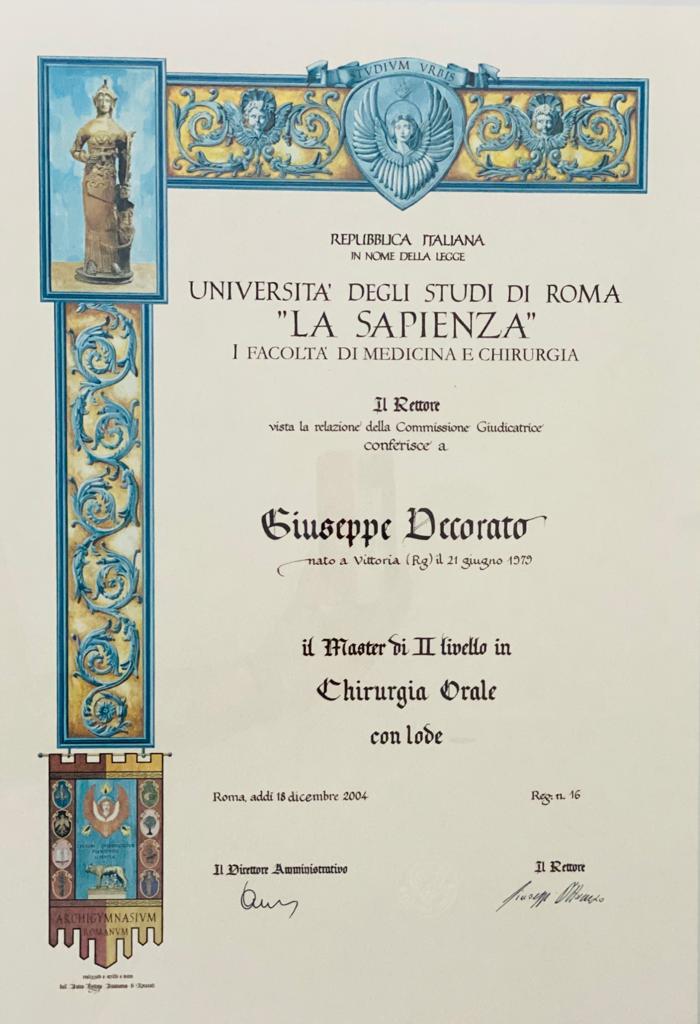 STVDIVM VRBIS
REPUBBLICA ITALIANA
IN NOME DELLA LEGGE
UNIVERSITA' DEGLI STUDI DI ROMA
"LA SAPIENZA"
I FACOLTA' DI MEDICINA E CHIRURGIA
Il Rettore
vista la relazione della Commissione Giudicatrice
conferisce a
Giuseppe Decorato
nato a Vittoria (Rg) il 21 giugno 1979
il Master di II livello in
Chirurgia Orale
con lode
Roma, addì 18 dicembre 2004 Reg. n. 16
Il Direttore Amministrativo Il Rettore
ARCHIGYMNASIVM
ROMANVM